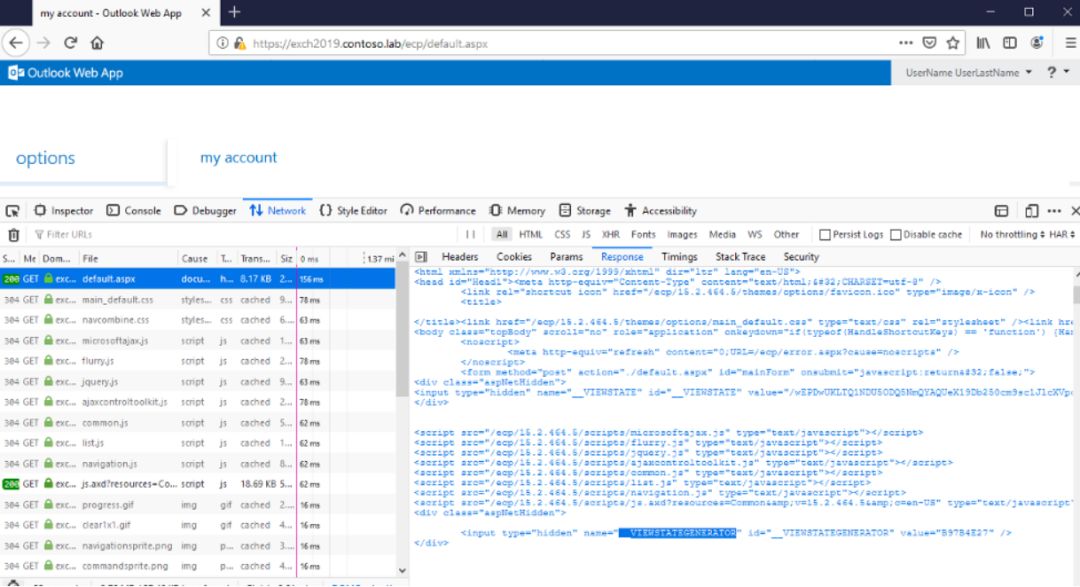 my account - Outlook Web App
https://exch2019.contoso.lab/ecp/default.aspx
Outlook Web App
UserName UserLastName
?
options
my account
Inspector Console Debugger Network Style Editor Performance Memory Storage Accessibility
Filter URLs
All HTML CSS JS XHR Fonts Images Media WS Other Persist Logs Disable cache No throttling HAR
S... Me Dom... File Cause T... Trans... Siz 0 ms 1.37 mi
Headers Cookies Params Response Timings Stack Trace Security
200 GET exc... default.aspx docu... h... 8.17 KB 2... 156 ms
304 GET exc... main_default.css styles... css cached 9... 78 ms
304 GET exc... navcombine.css styles... css cached 6... 63 ms
304 GET exc... microsoftajax.js script js cached 1... 63 ms
304 GET exc... flurry.js script js cached 2... 78 ms
304 GET exc... jquery.js script js cached 9... 63 ms
304 GET exc... ajaxcontroltoolkit.js script js cached 2... 78 ms
304 GET exc... common.js script js cached 5... 62 ms
304 GET exc... list.js script js cached 1... 62 ms
304 GET exc... navigation.js script js cached 8... 62 ms
200 GET exc... js.axd?resources=Co... script js 18.69 KB 5... 62 ms
304 GET exc... progress.gif img gif cached 2... 16 ms
304 GET exc... clear1x1.gif img gif cached 4... 16 ms
304 GET exc... navigationsprite.png img p... cached 3... 16 ms
304 GET exc... commandsprite.png img p... cached 4... 16 ms
<html xmlns="http://www.w3.org/1999/xhtml" dir="ltr" lang="en-US">
<head id="Head1"><meta http-equiv="Content-Type" content="text/html;&#32;CHARSET=utf-8" />
<link rel="shortcut icon" href="/ecp/15.2.464.5/themes/options/favicon.ico" type="image/x-icon" />
<title>
</title><link href="/ecp/15.2.464.5/themes/options/main_default.css" type="text/css" rel="stylesheet" /><link hre
<body class="topBody" scroll="no" role="application" onkeydown="if(typeof(HandleShortcutKeys) == 'function') {Han
<noscript>
<meta http-equiv="refresh" content="0;URL=/ecp/error.aspx?cause=noscripts" />
</noscript>
<form method="post" action="./default.aspx" id="mainForm" onsubmit="javascript:return&#32;false;">
<div class="aspNetHidden">
<input type="hidden" name="__VIEWSTATE" id="__VIEWSTATE"
</div>
<script src="/ecp/15.2.464.5/scripts/microsoftajax.js" type="text/javascript"></script>
<script src="/ecp/15.2.464.5/scripts/flurry.js" type="text/javascript"></script>
<script src="/ecp/15.2.464.5/scripts/jquery.js" type="text/javascript"></script>
<script src="/ecp/15.2.464.5/scripts/ajaxcontroltoolkit.js" type="text/javascript"></script>
<script src="/ecp/15.2.464.5/scripts/common.js" type="text/javascript"></script>
<script src="/ecp/15.2.464.5/scripts/list.js" type="text/javascript"></script>
<script src="/ecp/15.2.464.5/scripts/navigation.js" type="text/javascript"></script>
<script src="/ecp/15.2.464.5/scripts/js.axd?resources=Common&amp;v=15.2.464.5&amp;c=en-US" type="text/javascript"
<div class="aspNetHidden">
<input type="hidden" name="__VIEWSTATEGENERATOR" id="__VIEWSTATEGENERATOR" value="B97B4E27" />
</div>